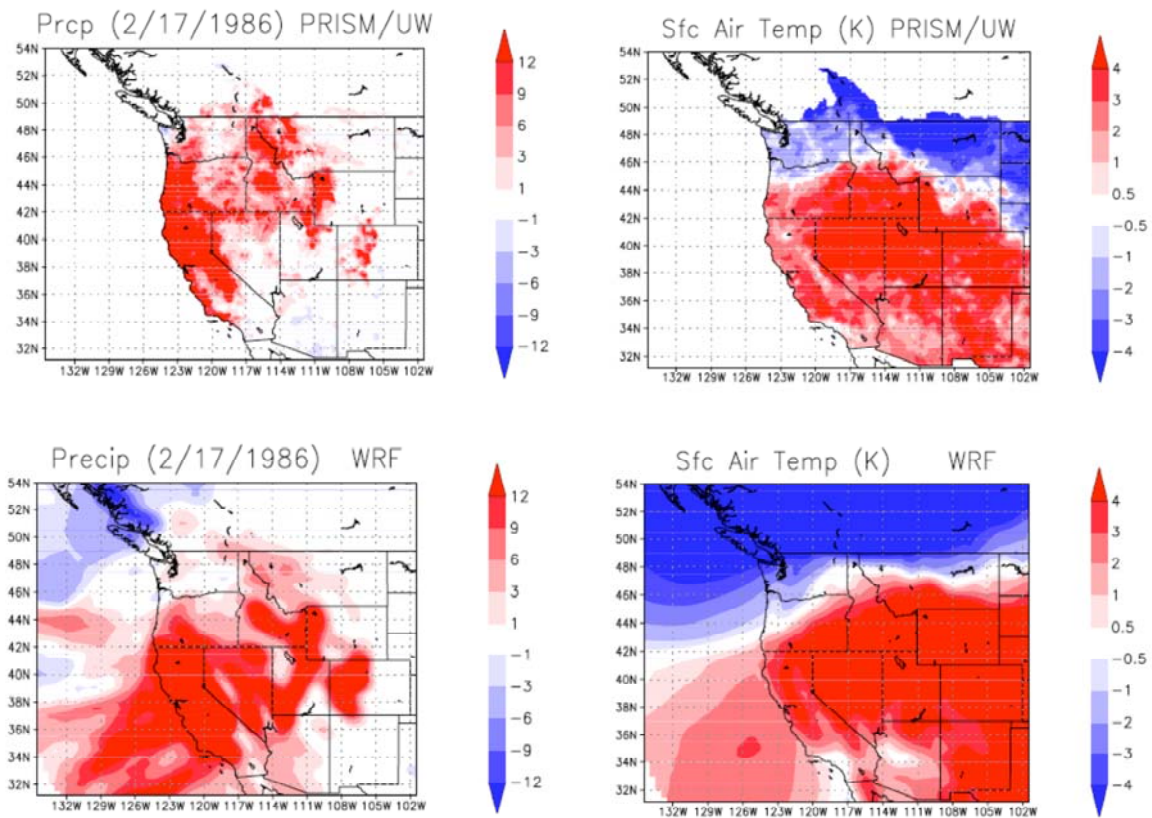 Prcp (2/17/1986) PRISM/UW
54N
52N
50N
48N
46N
44N
42N
40N
38N
36N
34N
32N
132W 129W 126W 123W 120W 117W 114W 111W 108W 105W 102W
12
9
6
3
1
−1
−3
−6
−9
−12
Sfc Air Temp (K) PRISM/UW
54N
52N
50N
48N
46N
44N
42N
40N
38N
36N
34N
32N
132W 129W 126W 123W 120W 117W 114W 111W 108W 105W 102W
4
3
2
1
0.5
−0.5
−1
−2
−3
−4
Precip (2/17/1986) WRF
54N
52N
50N
48N
46N
44N
42N
40N
38N
36N
34N
32N
132W 129W 126W 123W 120W 117W 114W 111W 108W 105W 102W
12
9
6
3
1
−1
−3
−6
−9
−12
Sfc Air Temp (K) WRF
54N
52N
50N
48N
46N
44N
42N
40N
38N
36N
34N
32N
132W 129W 126W 123W 120W 117W 114W 111W 108W 105W 102W
4
3
2
1
0.5
−0.5
−1
−2
−3
−4